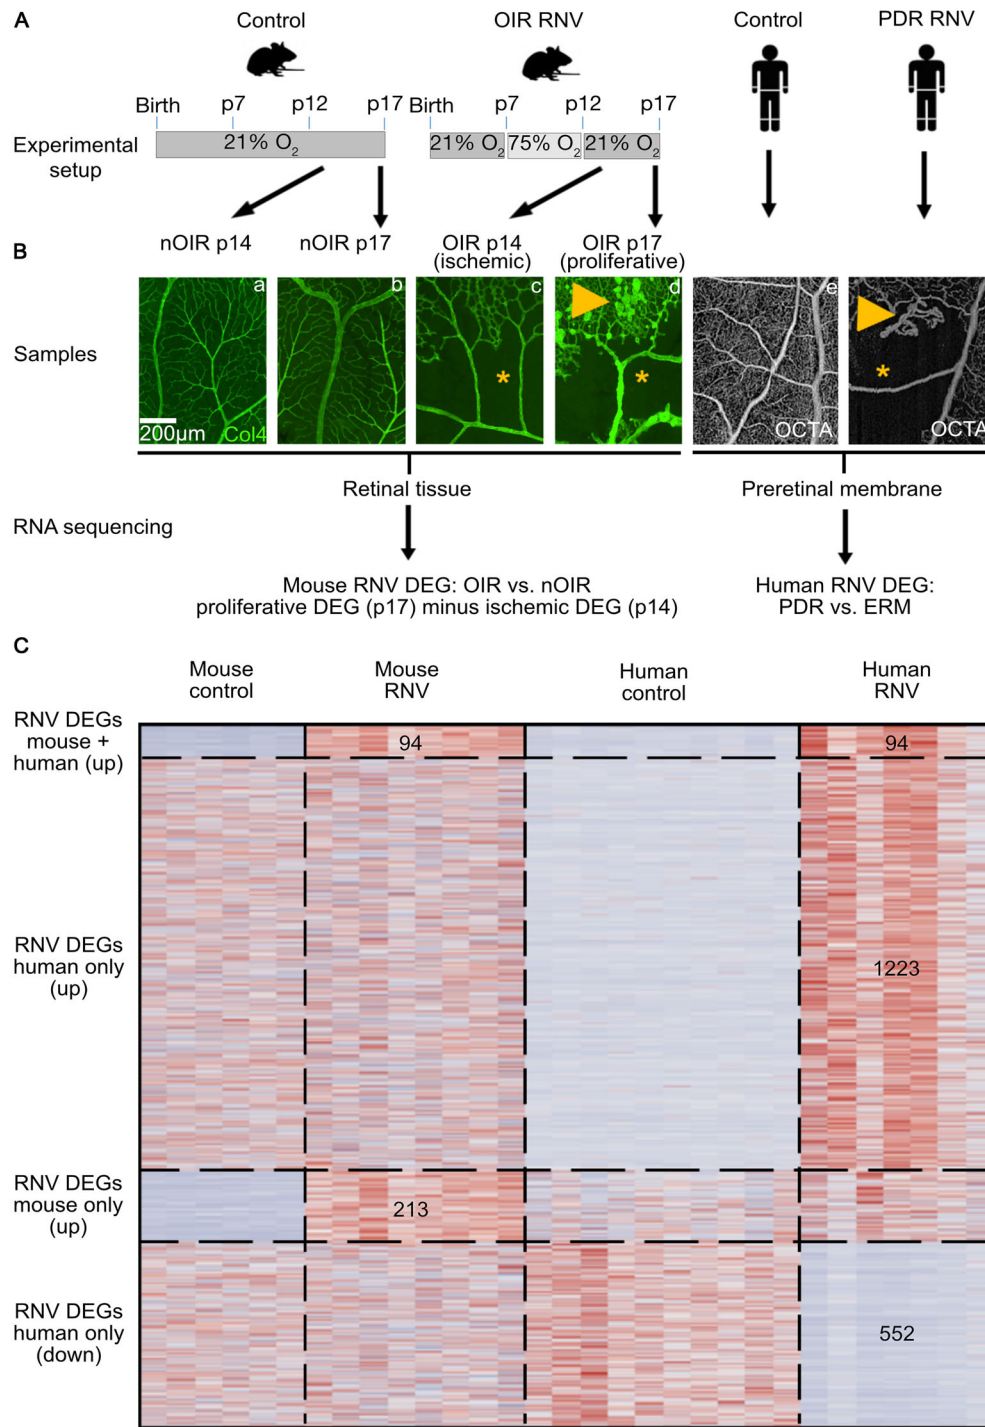 A
Control
OIR RNV
Control
PDR RNV
Birth p7 p12 p17
Birth p7 p12 p17
Experimental
setup
21% O2
21% O2 75% O2 21% O2
B
nOIR p14
nOIR p17
OIR p14
(ischemic)
OIR p17
(proliferative)
a
b
c
d
e
Samples
*
*
*
200µm
Col4
OCTA
OCTA
Retinal tissue
Preretinal membrane
RNA sequencing
Mouse RNV DEG: OIR vs. nOIR
proliferative DEG (p17) minus ischemic DEG (p14)
Human RNV DEG:
PDR vs. ERM
C
Mouse
control
Mouse
RNV
Human
control
Human
RNV
RNV DEGs
mouse +
human (up)
94
94
RNV DEGs
human only
(up)
1223
RNV DEGs
mouse only
(up)
213
RNV DEGs
human only
(down)
552